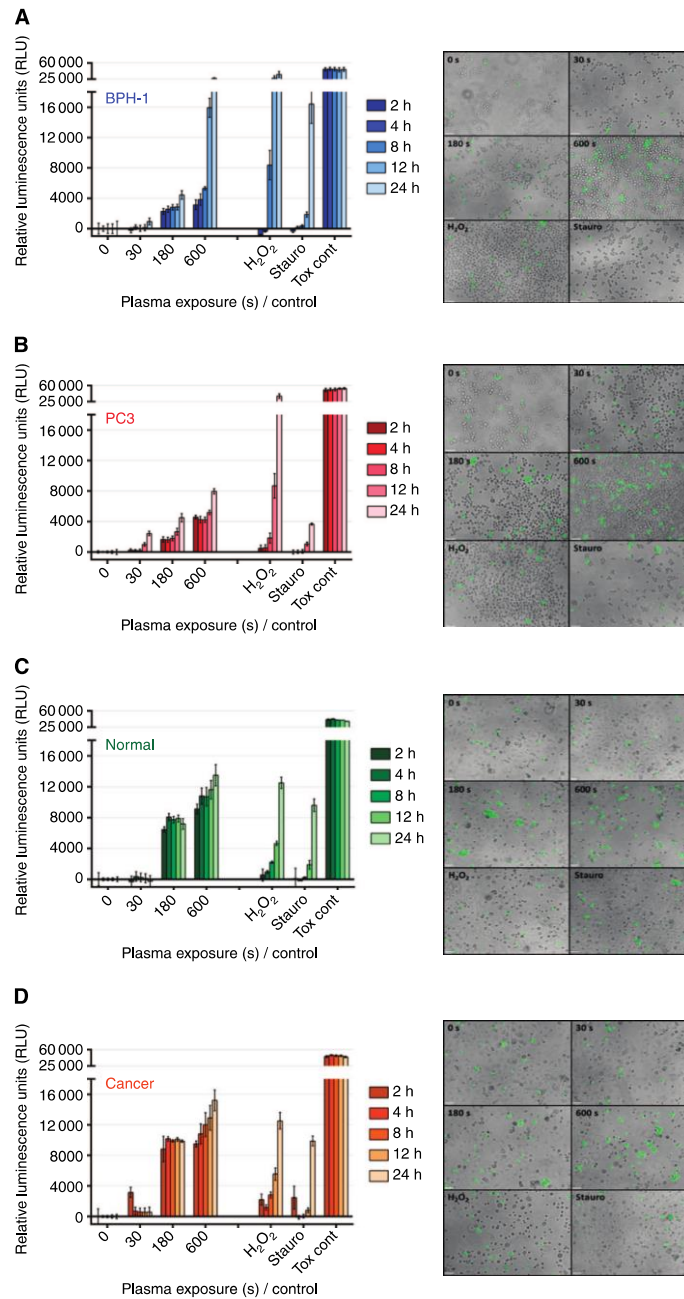 A
Relative luminescence units (RLU)
60 000
25 000
16 000
12 000
8000
4000
0
BPH-1
2 h
4 h
8 h
12 h
24 h
0
30
180
600
H₂O₂
Stauro
Tox cont
Plasma exposure (s) / control
0 s
30 s
180 s
600 s
H₂O₂
Stauro
B
Relative luminescence units (RLU)
60 000
25 000
16 000
12 000
8000
4000
0
PC3
2 h
4 h
8 h
12 h
24 h
0
30
180
600
H₂O₂
Stauro
Tox cont
Plasma exposure (s) / control
0 s
30 s
180 s
600 s
H₂O₂
Stauro
C
Relative luminescence units (RLU)
60 000
25 000
16 000
12 000
8000
4000
0
Normal
2 h
4 h
8 h
12 h
24 h
0
30
180
600
H₂O₂
Stauro
Tox cont
Plasma exposure (s) / control
0 s
30 s
180 s
600 s
H₂O₂
Stauro
D
Relative luminescence units (RLU)
60 000
25 000
16 000
12 000
8000
4000
0
Cancer
2 h
4 h
8 h
12 h
24 h
0
30
180
600
H₂O₂
Stauro
Tox cont
Plasma exposure (s) / control
0 s
30 s
180 s
600 s
H₂O₂
Stauro